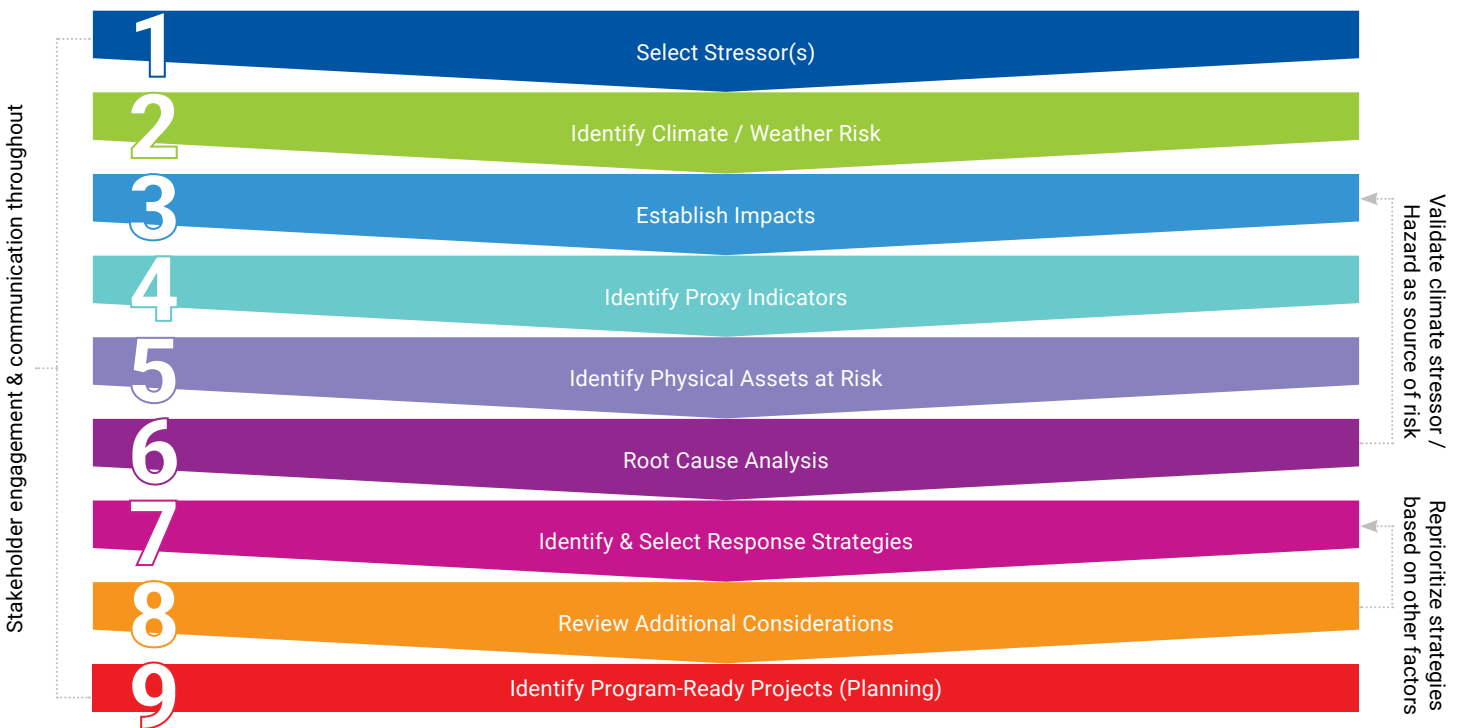 Stakeholder engagement & communication throughout
1
Select Stressor(s)
2
Identify Climate / Weather Risk
3
Establish Impacts
4
Identify Proxy Indicators
5
Identify Physical Assets at Risk
6
Root Cause Analysis
7
Identify & Select Response Strategies
8
Review Additional Considerations
9
Identify Program-Ready Projects (Planning)
Validate climate stressor /
Hazard as source of risk
Reprioritize strategies
based on other factors